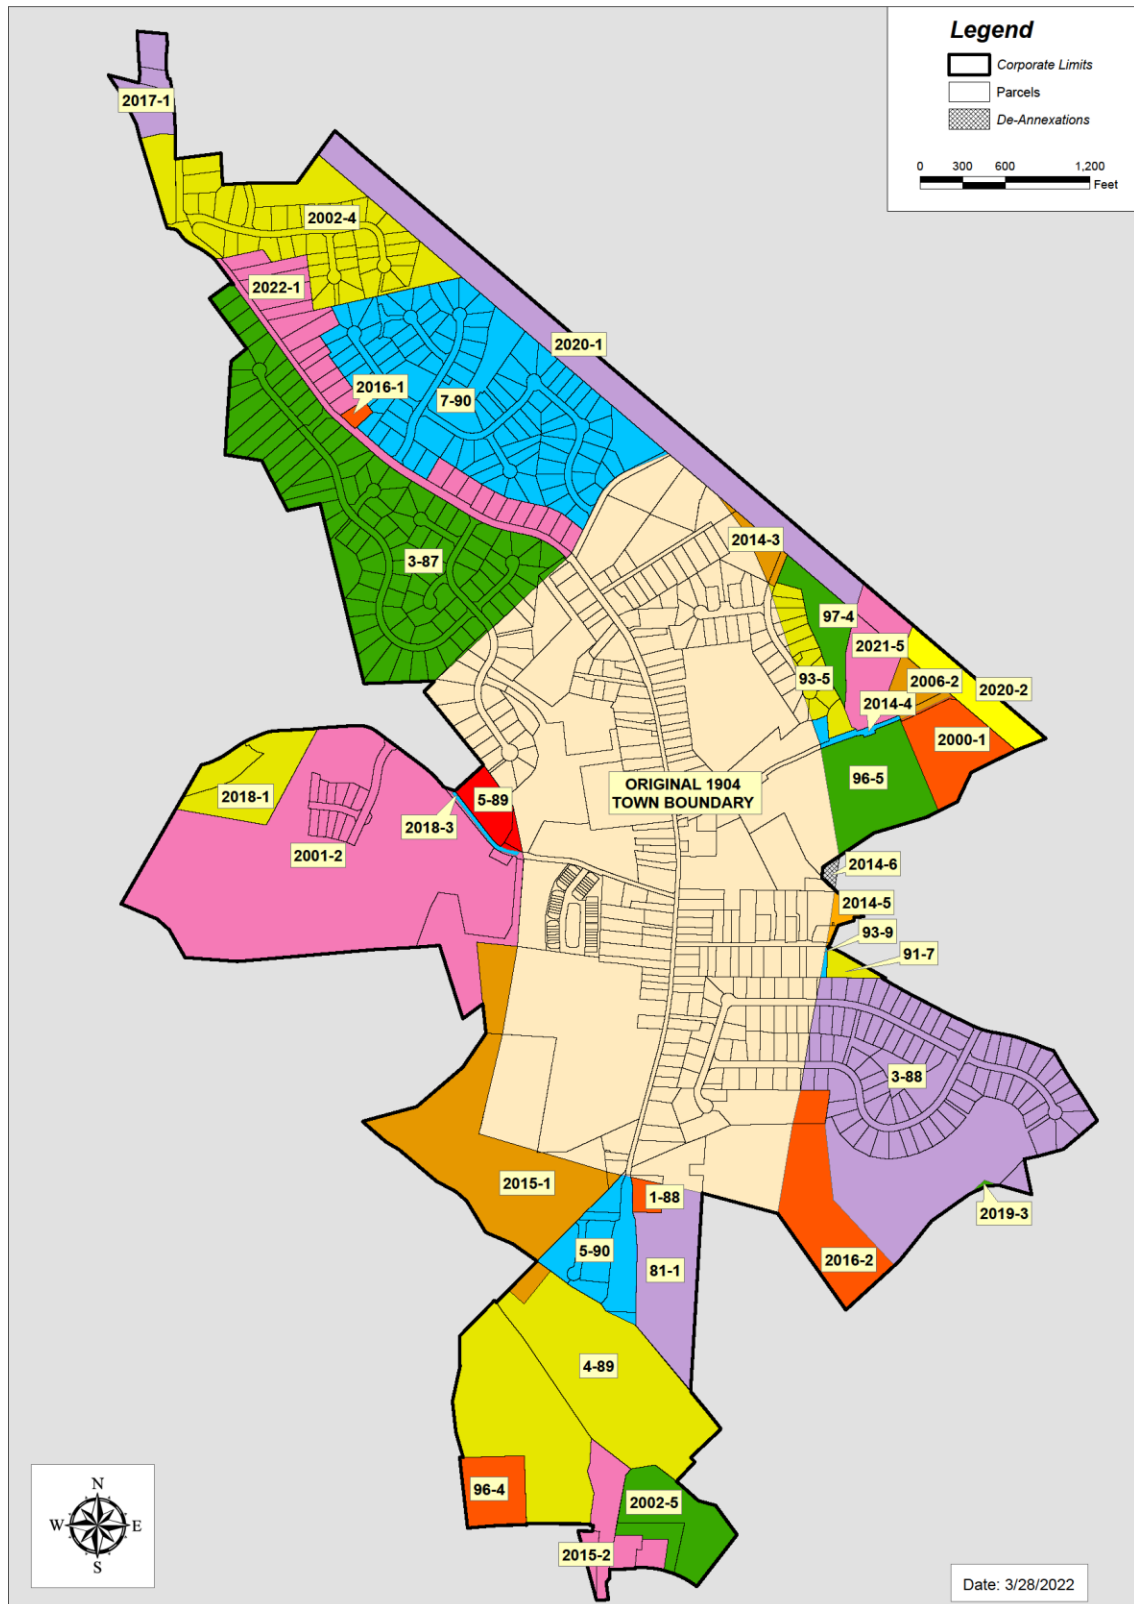 Legend
Corporate Limits
Parcels
De-Annexations
0 300 600 1,200
Feet
2017-1
2002-4
2022-1
2020-1
2016-1
7-90
2014-3
3-87
97-4
2021-5
93-5
2006-2
2020-2
2014-4
2000-1
ORIGINAL 1904
TOWN BOUNDARY
96-5
5-89
2018-1
2018-3
2001-2
2014-6
2014-5
93-9
91-7
3-88
2015-1
1-88
2019-3
5-90
81-1
2016-2
4-89
96-4
2002-5
2015-2
N
W E
S
Date: 3/28/2022